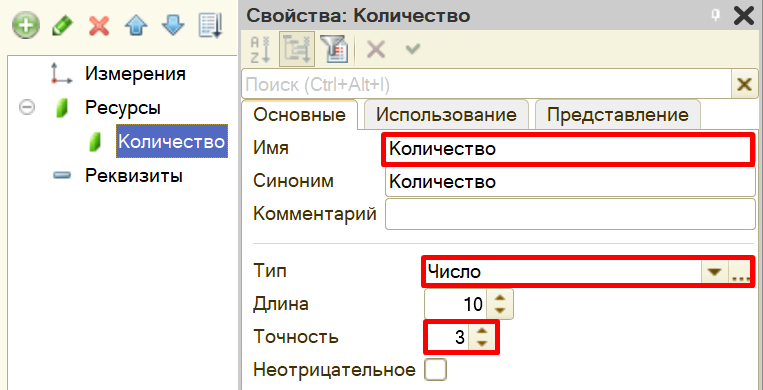 Свойства: Количество
Измерения
Ресурсы
Количество
Реквизиты
Поиск (Ctrl+Alt+I)
Основные Использование Представление
Имя Количество
Синоним Количество
Комментарий
Тип Число
Длина 10
Точность 3
Неотрицательное